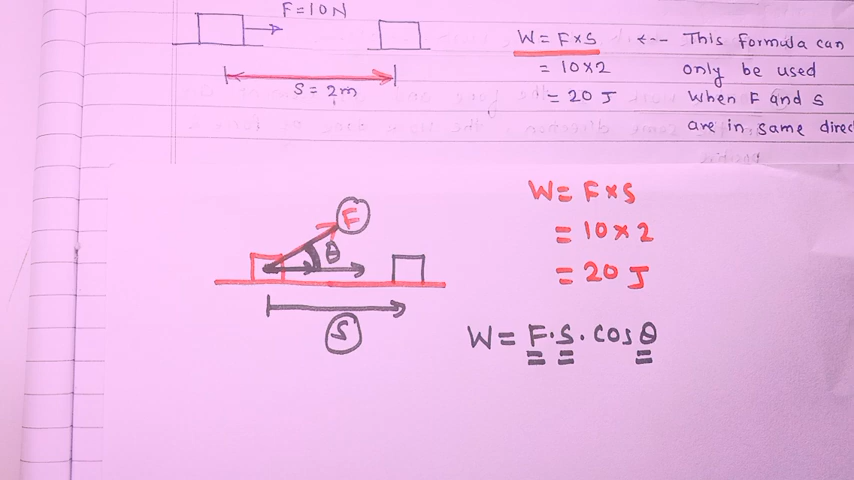 F=10N
S = 2m
W = F×S ← -- This formula can
= 10×2 only be used
= 20 J when F and S
are in same direc
F
θ
S
W = F×S
= 10×2
= 20 J
W = F.S.cosθ